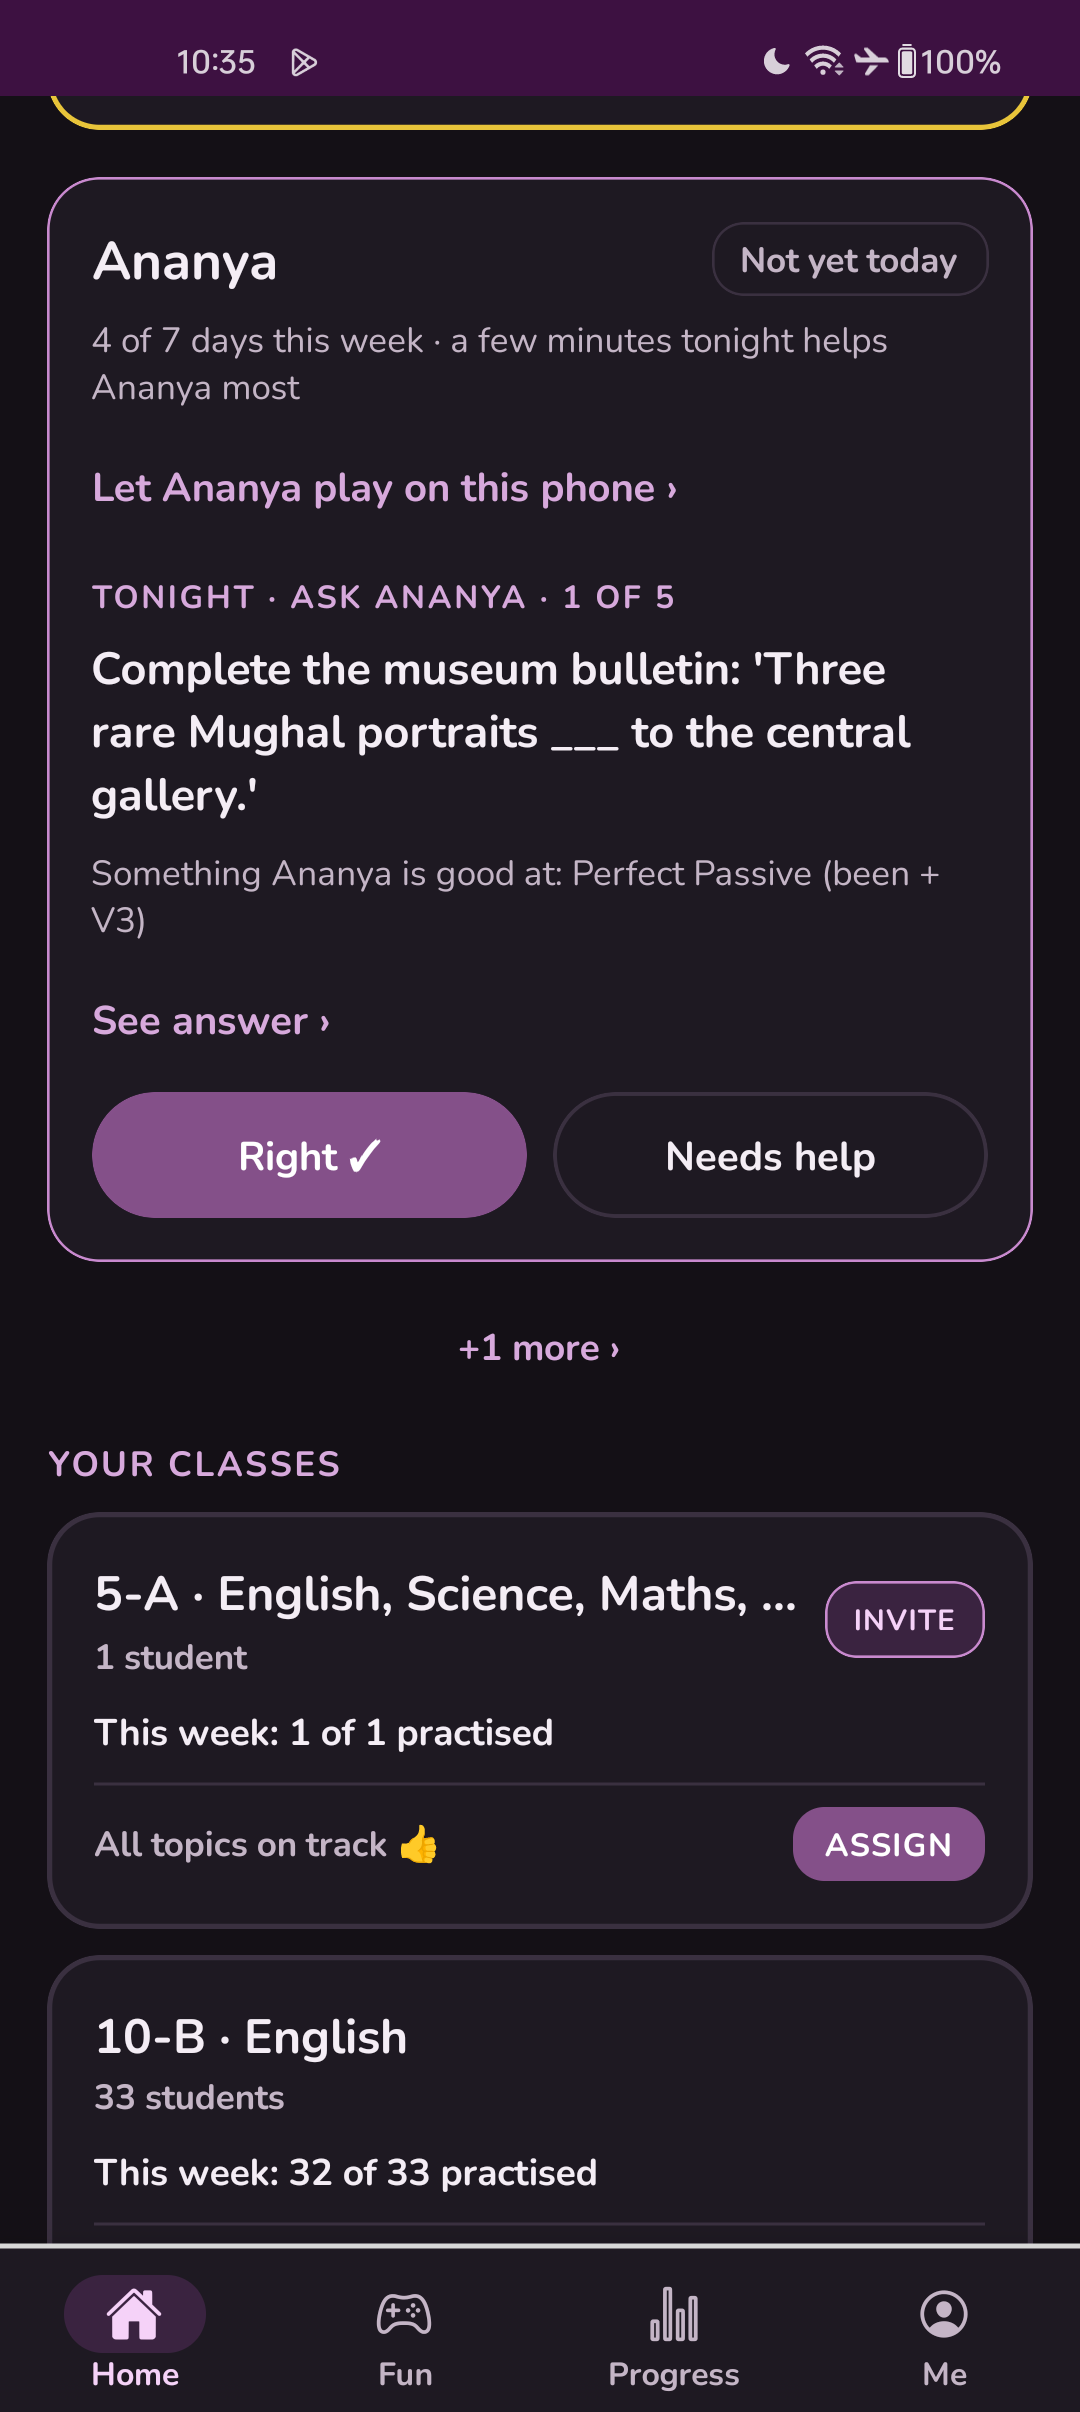 10:35
100%
Ananya
Not yet today
4 of 7 days this week · a few minutes tonight helps
Ananya most
Let Ananya play on this phone ›
TONIGHT · ASK ANANYA · 1 OF 5
Complete the museum bulletin: 'Three
rare Mughal portraits ___ to the central
gallery.'
Something Ananya is good at: Perfect Passive (been +
V3)
See answer ›
Right ✓
Needs help
+1 more ›
YOUR CLASSES
5-A · English, Science, Maths, ...
INVITE
1 student
This week: 1 of 1 practised
All topics on track 👍
ASSIGN
10-B · English
33 students
This week: 32 of 33 practised
Home
Fun
Progress
Me